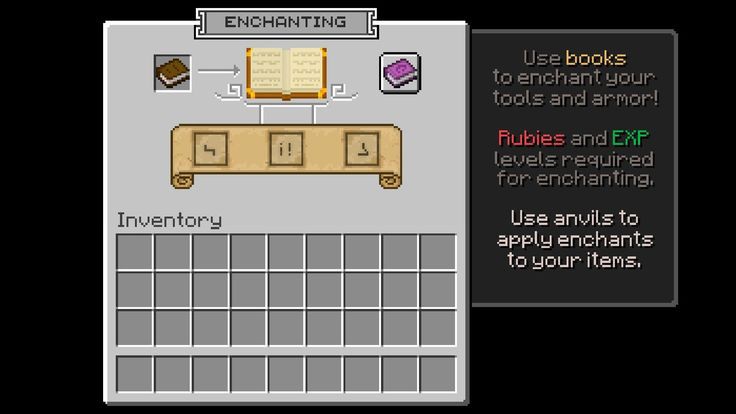 ENCHANTING
Inventory
Use books
to enchant your
tools and armor!
Rubies and EXP
levels required
for enchanting.
Use anvils to
apply enchants
to your items.